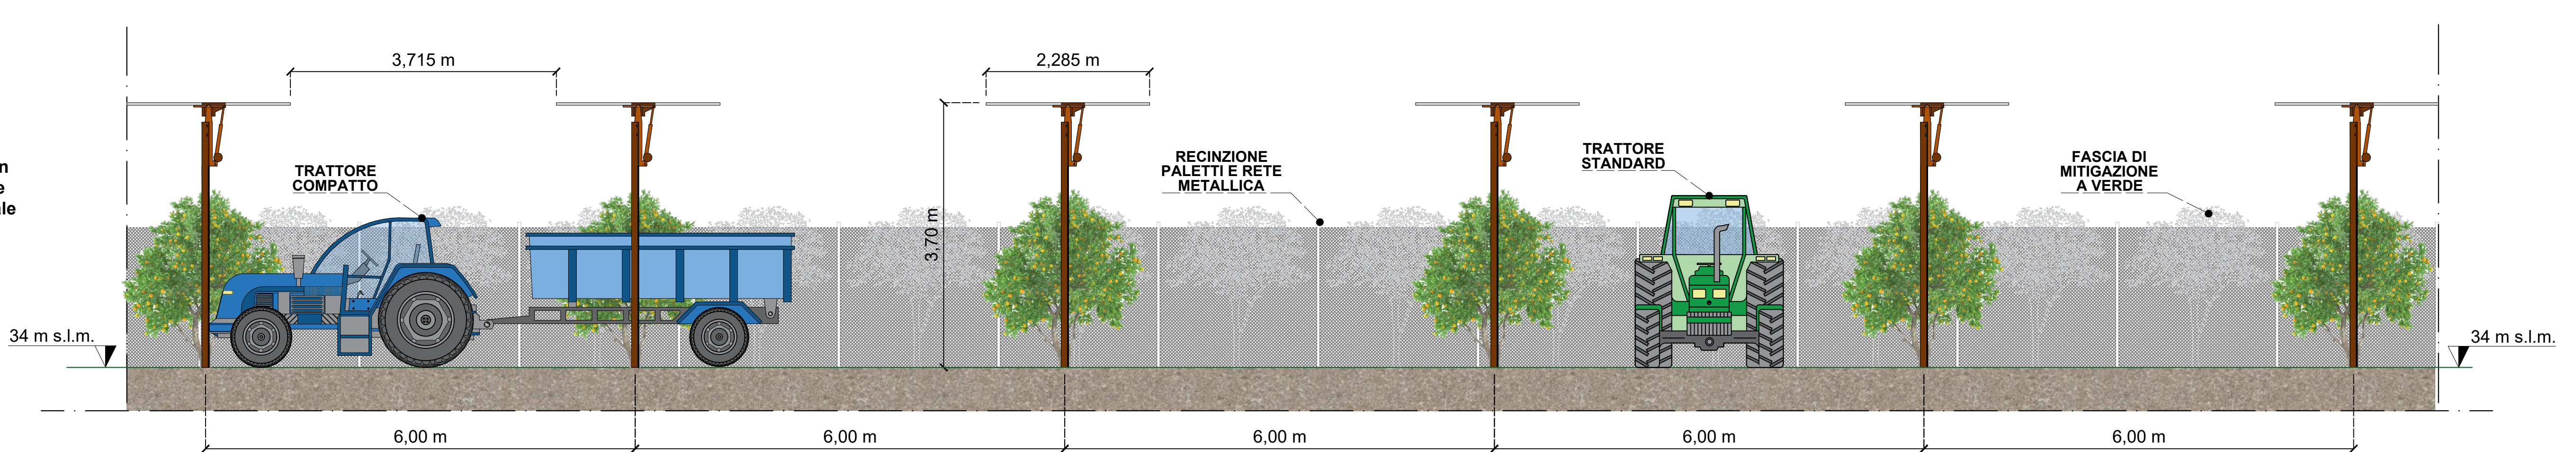 3,715 m
2,285 m
TRATTORE
COMPATTO
RECINZIONE
PALETTI E RETE
METALLICA
TRATTORE
STANDARD
FASCIA DI
MITIGAZIONE
A VERDE
3,70 m
34 m s.l.m.
34 m s.l.m.
6,00 m
6,00 m
6,00 m
6,00 m
6,00 m